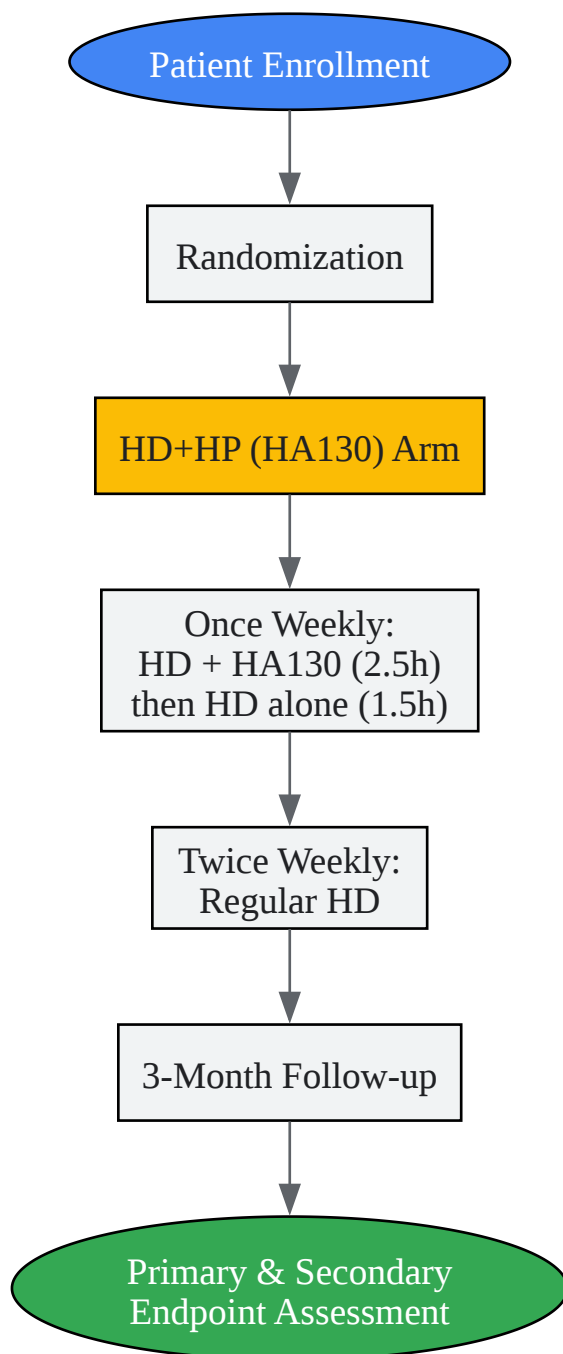 Patient Enrollment
Randomization
HD+HP (HA130) Arm
Once Weekly:
HD + HA130 (2.5h)
then HD alone (1.5h)
Twice Weekly:
Regular HD
3-Month Follow-up
Primary & Secondary
Endpoint Assessment